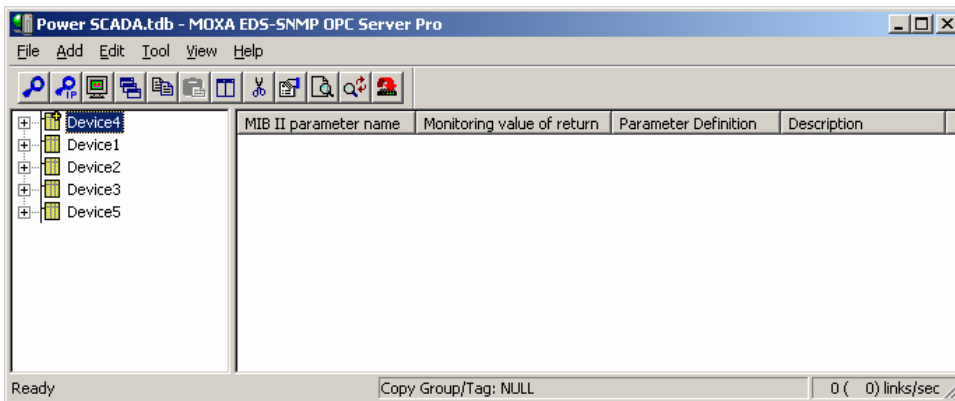 Power SCADA.tdb - MOXA EDS-SNMP OPC Server Pro
File Add Edit Tool View Help
IP
Device4
Device1
Device2
Device3
Device5
MIB II parameter name Monitoring value of return Parameter Definition Description
Ready Copy Group/Tag: NULL 0 ( 0) links/sec